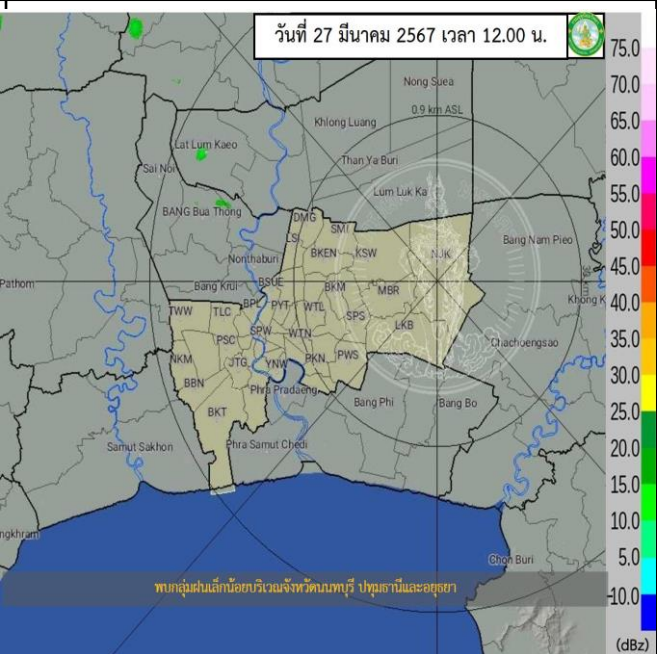 วันที่ 27 มีนาคม 2567 เวลา 12.00 น.
75.0
70.0
65.0
60.0
55.0
50.0
45.0
40.0
35.0
30.0
25.0
20.0
15.0
10.0
5.0
-10.0
(dBz)
Nong Suea
0.9 km ASL
Khlong Luang
Lat Lum Kaeo
Than Ya Buri
Sai Noi
Lum Luk Ka
BANG Bua Thong
DMG
SMI
LSI
BKEN
KSW
NJK
Bang Nam Pieo
Nonthaburi
Pathom
Bang Krui
BSUE
BKM
MBR
Khong K
TWW
TLC
BPL
PYT
WTL
SPS
LKB
SPW
WTN
PSC
Chachoengsao
NKM
JTG
YNW
PKN
PWS
BBN
Phra Pradaeng
BKT
Bang Phi
Bang Bo
Samut Sakhon
Phra Samut Chedi
ngkhram
Chon Buri
พบกลุ่มฝนเล็กน้อยบริเวณจังหวัดนนทบุรี ปทุมธานีและอยุธยา